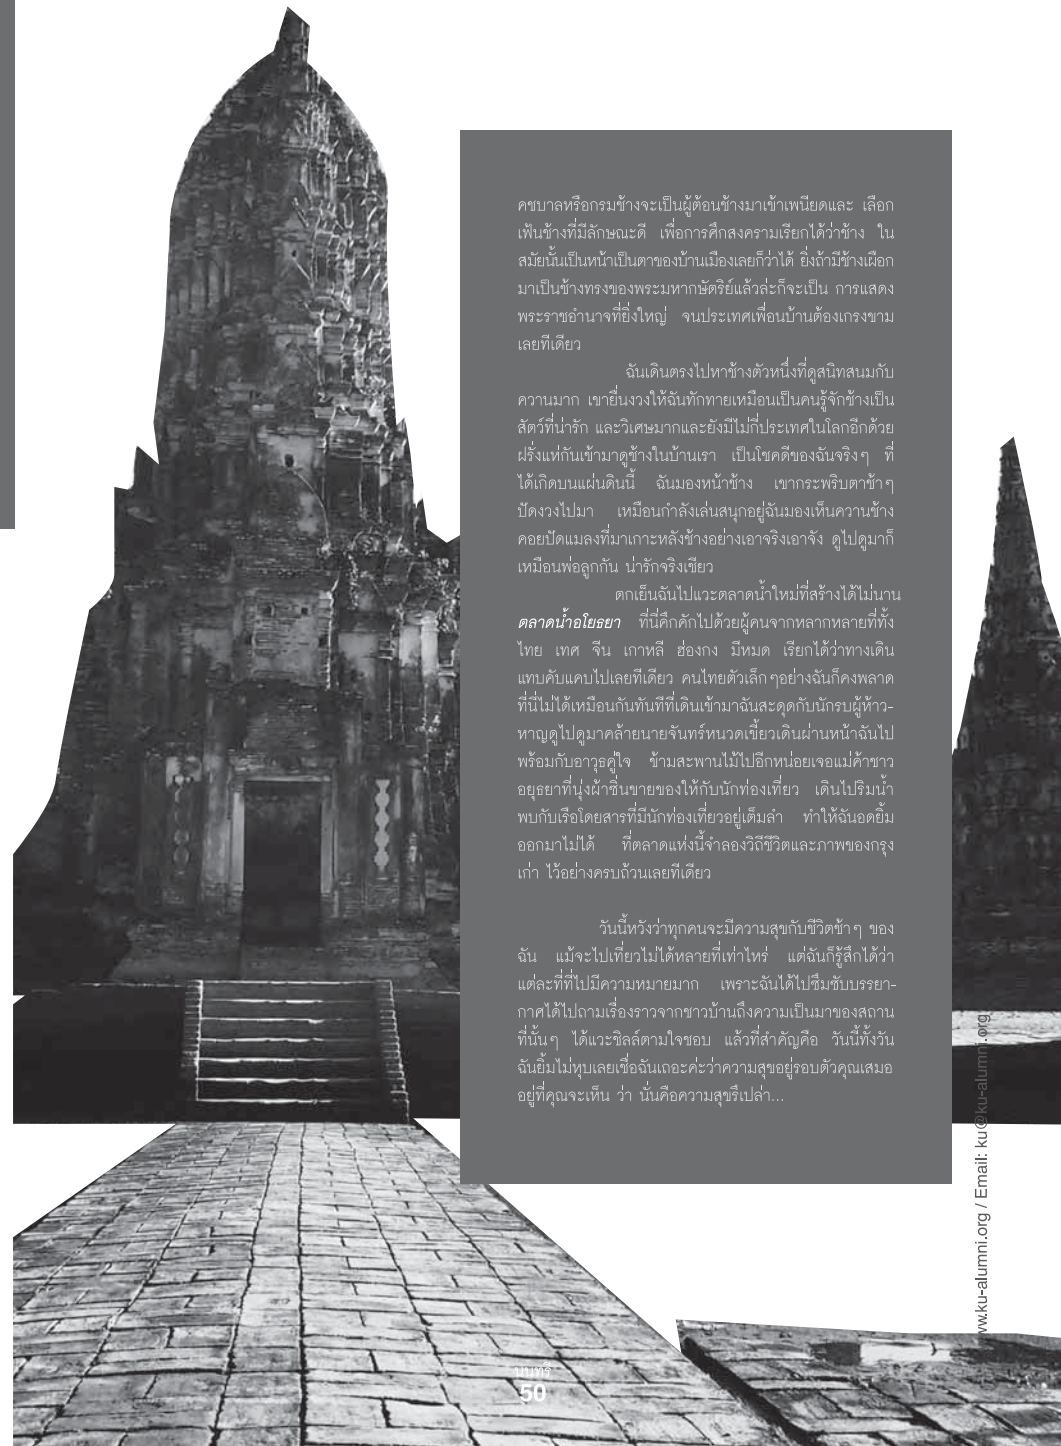 คชบาลหรือกรมช้างจะเป็นผู้ต้อนช้างมาเข้าเพนียดและ เลือก
เฟ้นช้างที่มีลักษณะดี เพื่อการศึกสงครามเรียกได้ว่าช้าง ใน
สมัยนั้นเป็นหน้าเป็นตาของบ้านเมืองเลยก็ว่าได้ ยิ่งถ้ามีช้างเผือก
มาเป็นช้างทรงของพระมหากษัตริย์แล้วล่ะก็จะเป็น การแสดง
พระราชอำนาจที่ยิ่งใหญ่ จนประเทศเพื่อนบ้านต้องเกรงขาม
เลยทีเดียว
ฉันเดินตรงไปหาช้างตัวหนึ่งที่ดูสนิทสนมกับ
ควานมาก เขายื่นงวงให้ฉันทักทายเหมือนเป็นคนรู้จักช้างเป็น
สัตว์ที่น่ารัก และวิเศษมากและยังมีไม่กี่ประเทศในโลกอีกด้วย
ฝรั่งแห่กันเข้ามาดูช้างในบ้านเรา เป็นโชคดีของฉันจริงๆ ที่
ได้เกิดบนแผ่นดินนี้ ฉันมองหน้าช้าง เขากระพริบตาช้าๆ
ปัดงวงไปมา เหมือนกำลังเล่นสนุกอยู่ฉันมองเห็นควานช้าง
คอยปัดแมลงที่มาเกาะหลังช้างอย่างเอาจริงเอาจัง ดูไปดูมาก็
เหมือนพ่อลูกกัน น่ารักจริงเชียว
ตกเย็นฉันไปแวะตลาดน้ำใหม่ที่สร้างได้ไม่นาน
ตลาดน้ำอโยธยา ที่นี่คึกคักไปด้วยผู้คนจากหลากหลายที่ทั้ง
ไทย เทศ จีน เกาหลี ฮ่องกง มีหมด เรียกได้ว่าทางเดิน
แทบคับแคบไปเลยทีเดียว คนไทยตัวเล็กๆอย่างฉันก็คงพลาด
ที่นี่ไม่ได้เหมือนกันทันทีที่เดินเข้ามาฉันสะดุดกับนักรบผู้ห้าว-
หาญดูไปดูมาคล้ายนายจันทร์หนวดเขี้ยวเดินผ่านหน้าฉันไป
พร้อมกับอาวุธคู่ใจ ข้ามสะพานไม้ไปอีกหน่อยเจอแม่ค้าชาว
อยุธยาที่นุ่งผ้าซิ่นขายของให้กับนักท่องเที่ยว เดินไปริมน้ำ
พบกับเรือโดยสารที่มีนักท่องเที่ยวอยู่เต็มลำ ทำให้ฉันอดยิ้ม
ออกมาไม่ได้ ที่ตลาดแห่งนี้จำลองวิถีชีวิตและภาพของกรุง
เก่า ไว้อย่างครบถ้วนเลยทีเดียว
วันนี้หวังว่าทุกคนจะมีความสุขกับชีวิตช้าๆ ของ
ฉัน แม้จะไปเที่ยวไม่ได้หลายที่เท่าไหร่ แต่ฉันก็รู้สึกได้ว่า
แต่ละที่ที่ไปมีความหมายมาก เพราะฉันได้ไปซึมซับบรรยา-
กาศได้ไปถามเรื่องราวจากชาวบ้านถึงความเป็นมาของสถาน
ที่นั้นๆ ได้แวะชิลล์ตามใจชอบ แล้วที่สำคัญคือ วันนี้ทั้งวัน
ฉันยิ้มไม่หุบเลยเชื่อฉันเถอะค่ะว่าความสุขอยู่รอบตัวคุณเสมอ
อยู่ที่คุณจะเห็น ว่า นั่นคือความสุขรึเปล่า...
ww.ku-alumni.org / Email: ku@ku-alumni.org
นนทรี
50